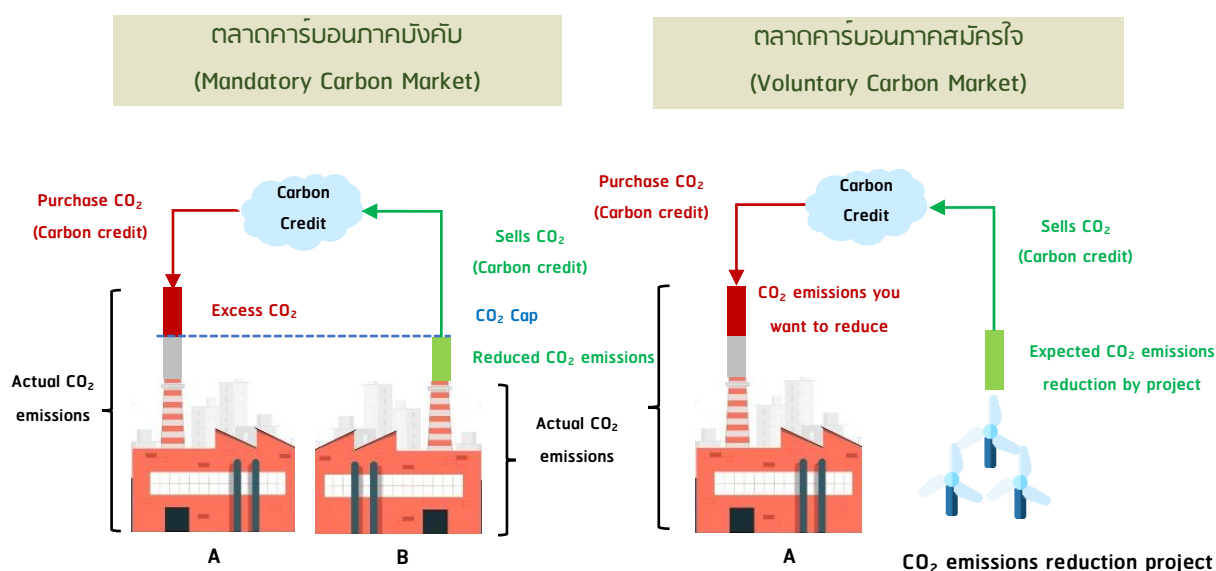 ตลาดคาร์บอนภาคบังคับ
(Mandatory Carbon Market)
Purchase CO₂
(Carbon credit)
Carbon
Credit
Sells CO₂
(Carbon credit)
Excess CO₂
CO₂ Cap
Reduced CO₂ emissions
Actual CO₂
emissions
Actual CO₂
emissions
A
B
ตลาดคาร์บอนภาคสมัครใจ
(Voluntary Carbon Market)
Purchase CO₂
(Carbon credit)
Carbon
Credit
Sells CO₂
(Carbon credit)
CO₂ emissions you
want to reduce
Expected CO₂ emissions
reduction by project
Actual CO₂
emissions
A
CO₂ emissions reduction project